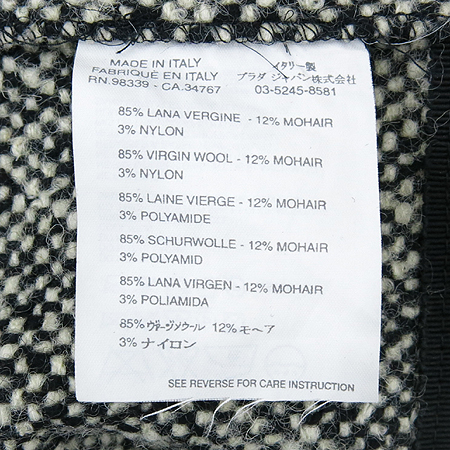 MADE IN ITALY
FABRIQUÉ EN ITALY
RN.98339 - CA.34767
イタリー製
プラダ ジャパン株式会社
03-5245-8581
85% LANA VERGINE - 12% MOHAIR
3% NYLON
85% VIRGIN WOOL - 12% MOHAIR
3% NYLON
85% LAINE VIERGE - 12% MOHAIR
3% POLYAMIDE
85% SCHURWOLLE - 12% MOHAIR
3% POLYAMID
85% LANA VIRGEN - 12% MOHAIR
3% POLIAMIDA
85% ヴァージンウール 12% モヘア
3% ナイロン
SEE REVERSE FOR CARE INSTRUCTION